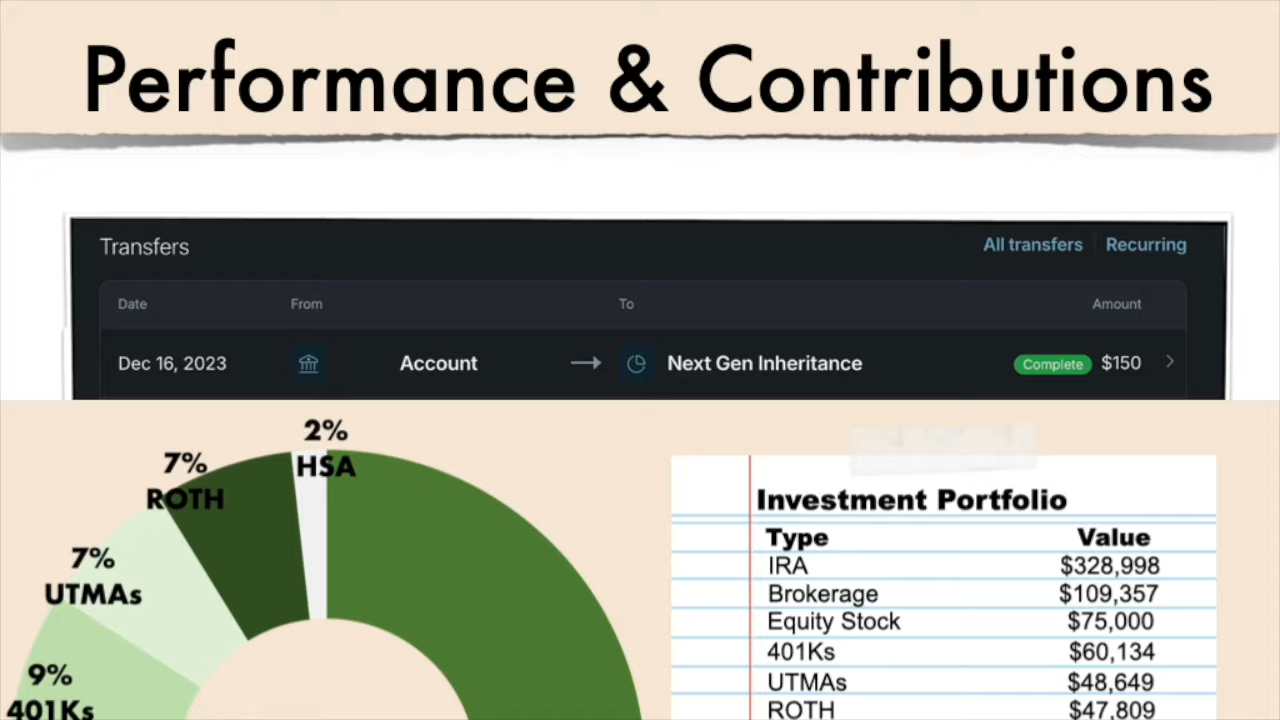 Performance & Contributions
Transfers All transfers Recurring
Date From To Amount
Dec 16, 2023 Account Next Gen Inheritance Complete $150
2%
HSA
7%
ROTH
7%
UTMAs
9%
401Ks
Investment Portfolio
Type Value
IRA $328,998
Brokerage $109,357
Equity Stock $75,000
401Ks $60,134
UTMAs $48,649
ROTH $47,809